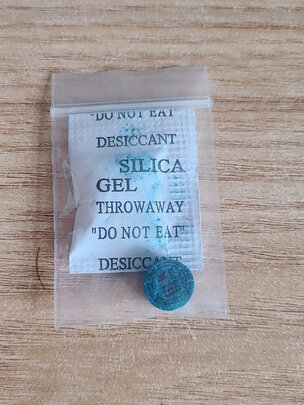 "DO NOT EAT"
DESICCANT
SILICA
GEL
THROWAWAY
"DO NOT EAT"
DESICCANT